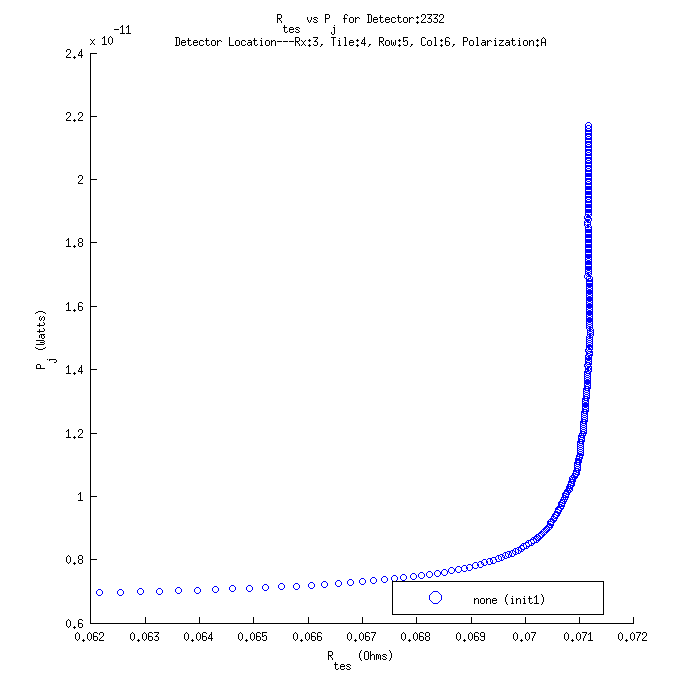 R_tes vs P_j for Detector:2332
Detector Location---Rx:3, Tile:4, Row:5, Col:6, Polarization:A
x 10^-11
2.4
2.2
2
1.8
1.6
1.4
1.2
1
0.8
0.6
P_j (Watts)
none (init1)
0.062 0.063 0.064 0.065 0.066 0.067 0.068 0.069 0.07 0.071 0.072
R_tes (Ohms)